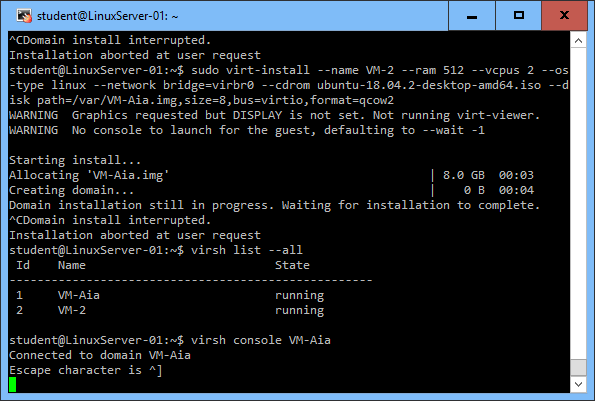 student@LinuxServer-01: ~
^CDomain install interrupted.
Installation aborted at user request
student@LinuxServer-01:~$ sudo virt-install --name VM-2 --ram 512 --vcpus 2 --os
-type linux --network bridge=virbr0 --cdrom ubuntu-18.04.2-desktop-amd64.iso --d
isk path=/var/VM-Aia.img,size=8,bus=virtio,format=qcow2
WARNING  Graphics requested but DISPLAY is not set. Not running virt-viewer.
WARNING  No console to launch for the guest, defaulting to --wait -1
Starting install...
Allocating 'VM-Aia.img' | 8.0 GB  00:03
Creating domain... |    0 B  00:04
Domain installation still in progress. Waiting for installation to complete.
^CDomain install interrupted.
Installation aborted at user request
student@LinuxServer-01:~$ virsh list --all
Id    Name                           State
----------------------------------------------------
1     VM-Aia                         running
2     VM-2                           running
student@LinuxServer-01:~$ virsh console VM-Aia
Connected to domain VM-Aia
Escape character is ^]